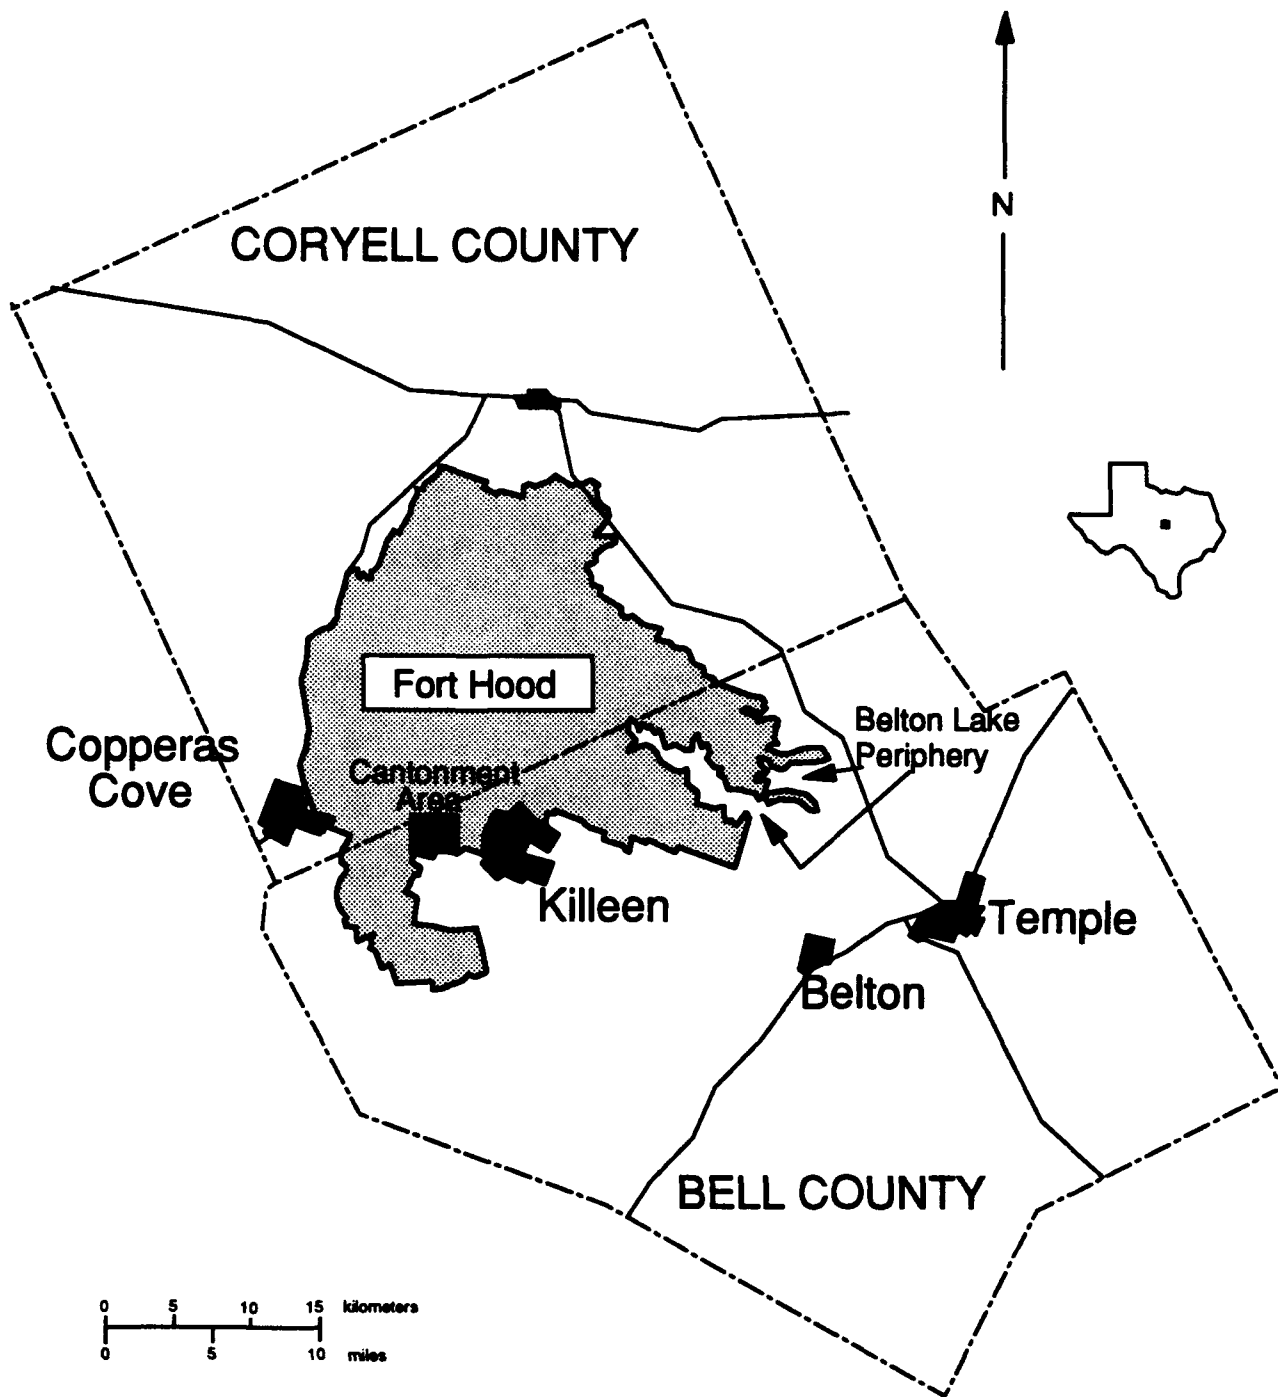 N
CORYELL COUNTY
Fort Hood
Belton Lake
Periphery
Copperas
Cove
Cantonment
Area
Killeen
Temple
Belton
BELL COUNTY
0 5 10 15 kilometers
0 5 10 miles